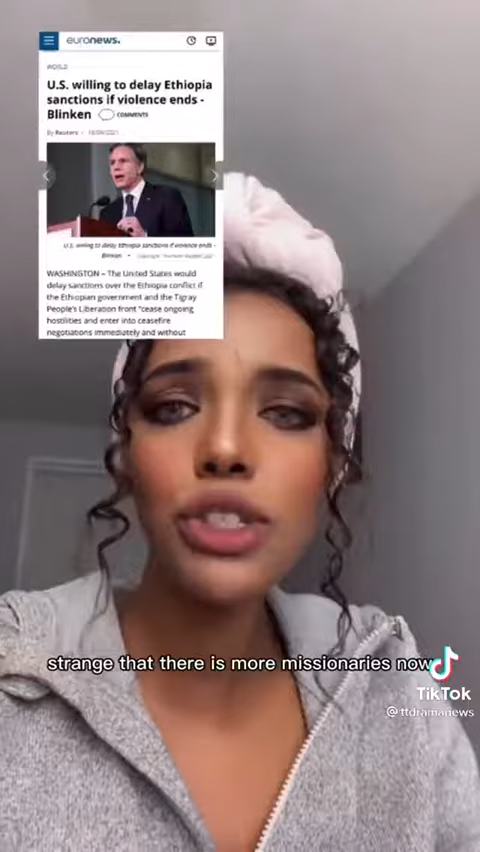 euronews.
WORLD
U.S. willing to delay Ethiopia
sanctions if violence ends -
Blinken COMMENTS
By Reuters •
U.S. willing to delay Ethiopia sanctions if violence ends -
Blinken •
WASHINGTON – The United States would
delay sanctions over the Ethiopia conflict if
the Ethiopian government and the Tigray
People's Liberation front "cease ongoing
hostilities and enter into ceasefire
negotiations immediately and without
strange that there is more missionaries now
TikTok
@ttdramanews